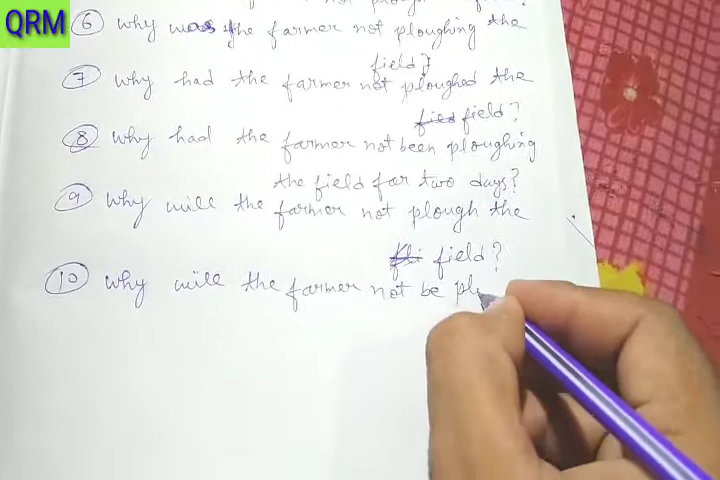 QRM
⑥ why was the farmer not ploughing the
field?
⑦ why had the farmer not ploughed the
field?
⑧ why had the farmer not been ploughing
the field for two days?
⑨ why will the farmer not plough the
field?
⑩ why will the farmer not be pl